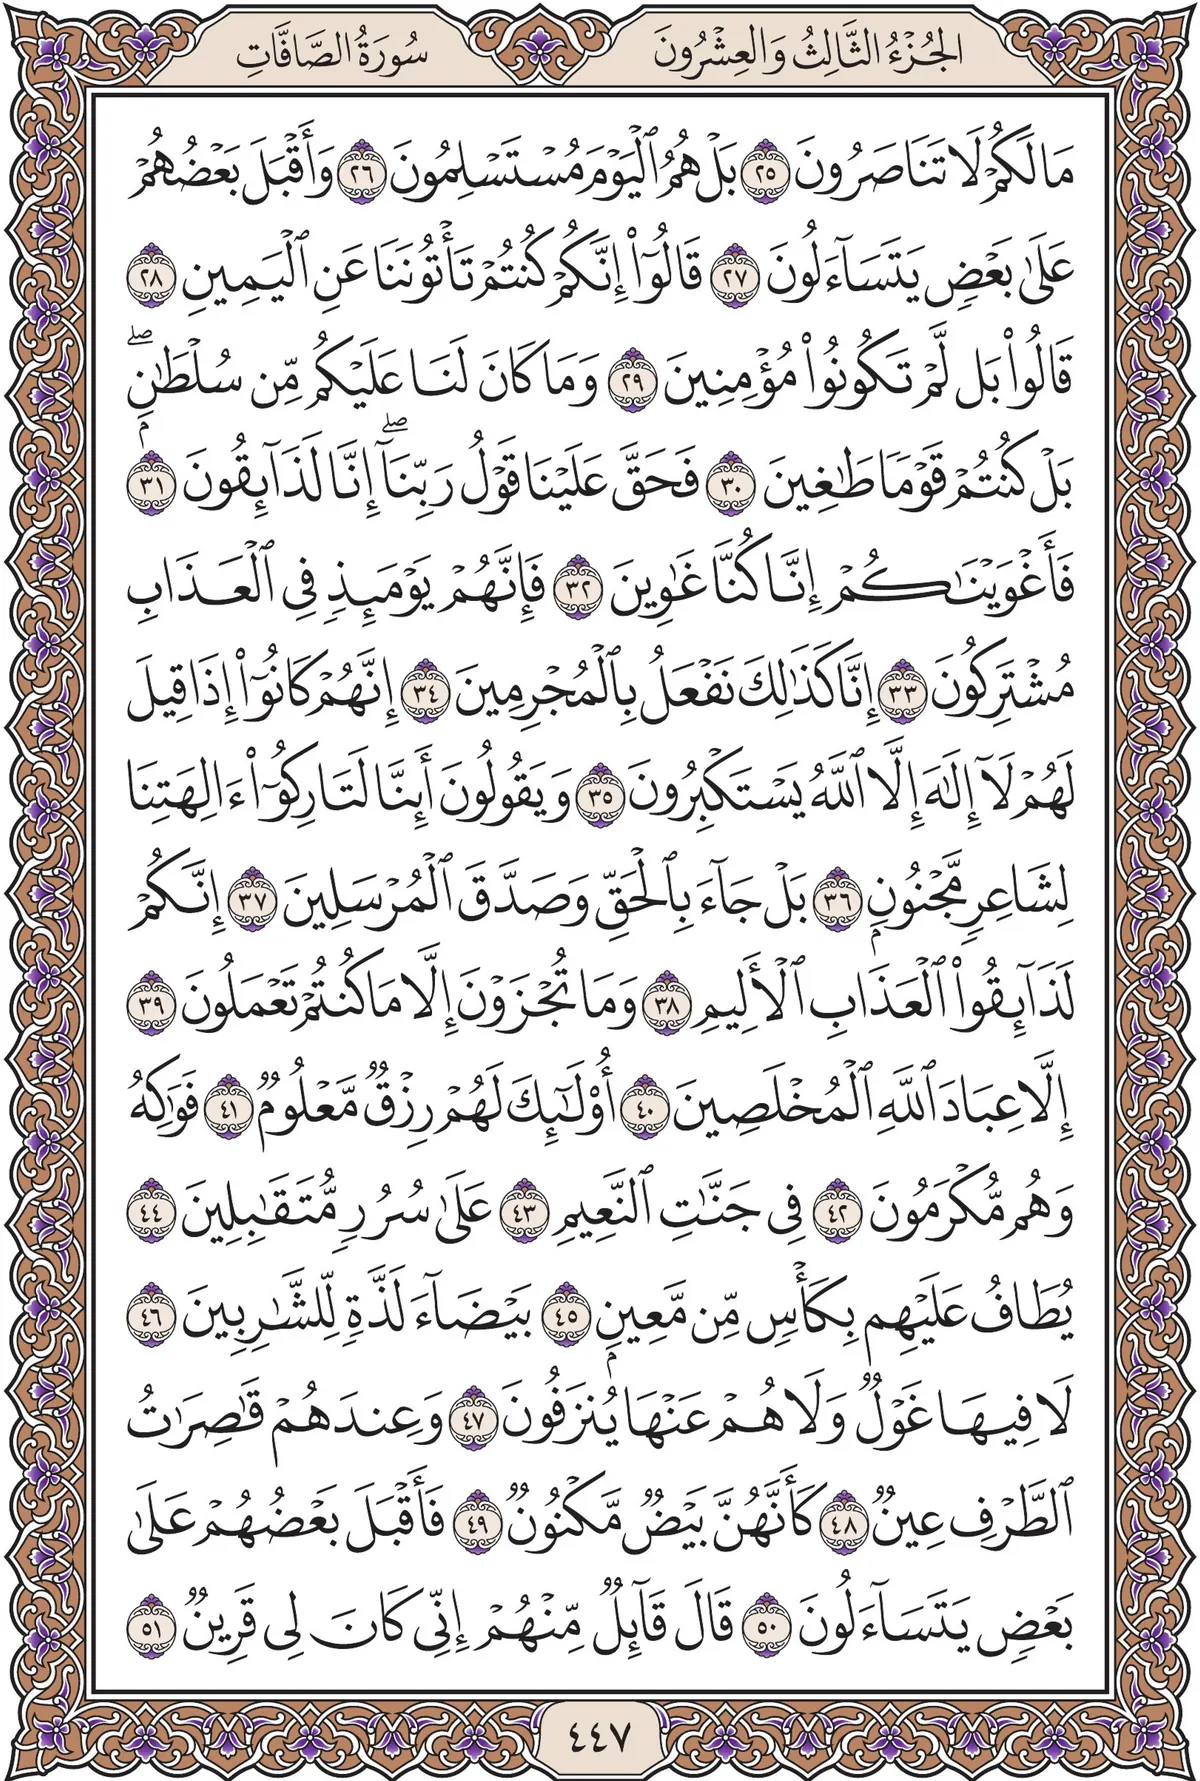 الجُزْءُ الثَّالِثُ وَالعِشْرُونَ
سُورَةُ الصَّافَّاتِ
مَا لَكُمْ لَا تَنَاصَرُونَ ٢٥ بَلْ هُمُ ٱلْيَوْمَ مُسْتَسْلِمُونَ ٢٦ وَأَقْبَلَ بَعْضُهُمْ
عَلَىٰ بَعْضٍ يَتَسَآءَلُونَ ٢٧ قَالُوٓا۟ إِنَّكُمْ كُنتُمْ تَأْتُونَنَا عَنِ ٱلْيَمِينِ ٢٨
قَالُوا۟ بَل لَّمْ تَكُونُوا۟ مُؤْمِنِينَ ٢٩ وَمَا كَانَ لَنَا عَلَيْكُم مِّن سُلْطَـٰنٍۭ ۖ
بَلْ كُنتُمْ قَوْمًا طَـٰغِينَ ٣٠ فَحَقَّ عَلَيْنَا قَوْلُ رَبِّنَآ ۖ إِنَّا لَذَآئِقُونَ ٣١
فَأَغْوَيْنَـٰكُمْ إِنَّا كُنَّا غَـٰوِينَ ٣٢ فَإِنَّهُمْ يَوْمَئِذٍ فِى ٱلْعَذَابِ
مُشْتَرِكُونَ ٣٣ إِنَّا كَذَٰلِكَ نَفْعَلُ بِٱلْمُجْرِمِينَ ٣٤ إِنَّهُمْ كَانُوٓا۟ إِذَا قِيلَ
لَهُمْ لَآ إِلَـٰهَ إِلَّا ٱللَّهُ يَسْتَكْبِرُونَ ٣٥ وَيَقُولُونَ أَئِنَّا لَتَارِكُوٓا۟ ءَالِهَتِنَا
لِشَاعِرٍ مَّجْنُونٍۭ ٣٦ بَلْ جَآءَ بِٱلْحَقِّ وَصَدَّقَ ٱلْمُرْسَلِينَ ٣٧ إِنَّكُمْ
لَذَآئِقُوا۟ ٱلْعَذَابِ ٱلْأَلِيمِ ٣٨ وَمَا تُجْزَوْنَ إِلَّا مَا كُنتُمْ تَعْمَلُونَ ٣٩
إِلَّا عِبَادَ ٱللَّهِ ٱلْمُخْلَصِينَ ٤٠ أُو۟لَـٰٓئِكَ لَهُمْ رِزْقٌ مَّعْلُومٌ ٤١ فَوَٰكِهُ
وَهُم مُّكْرَمُونَ ٤٢ فِى جَنَّـٰتِ ٱلنَّعِيمِ ٤٣ عَلَىٰ سُرُرٍ مُّتَقَـٰبِلِينَ ٤٤
يُطَافُ عَلَيْهِم بِكَأْسٍ مِّن مَّعِينٍۭ ٤٥ بَيْضَآءَ لَذَّةٍ لِّلشَّـٰرِبِينَ ٤٦
لَا فِيهَا غَوْلٌ وَلَا هُمْ عَنْهَا يُنزَفُونَ ٤٧ وَعِندَهُمْ قَـٰصِرَٰتُ
ٱلطَّرْفِ عِينٌ ٤٨ كَأَنَّهُنَّ بَيْضٌ مَّكْنُونٌ ٤٩ فَأَقْبَلَ بَعْضُهُمْ عَلَىٰ
بَعْضٍ يَتَسَآءَلُونَ ٥٠ قَالَ قَآئِلٌ مِّنْهُمْ إِنِّى كَانَ لِى قَرِينٌ ٥١
٤٤٧